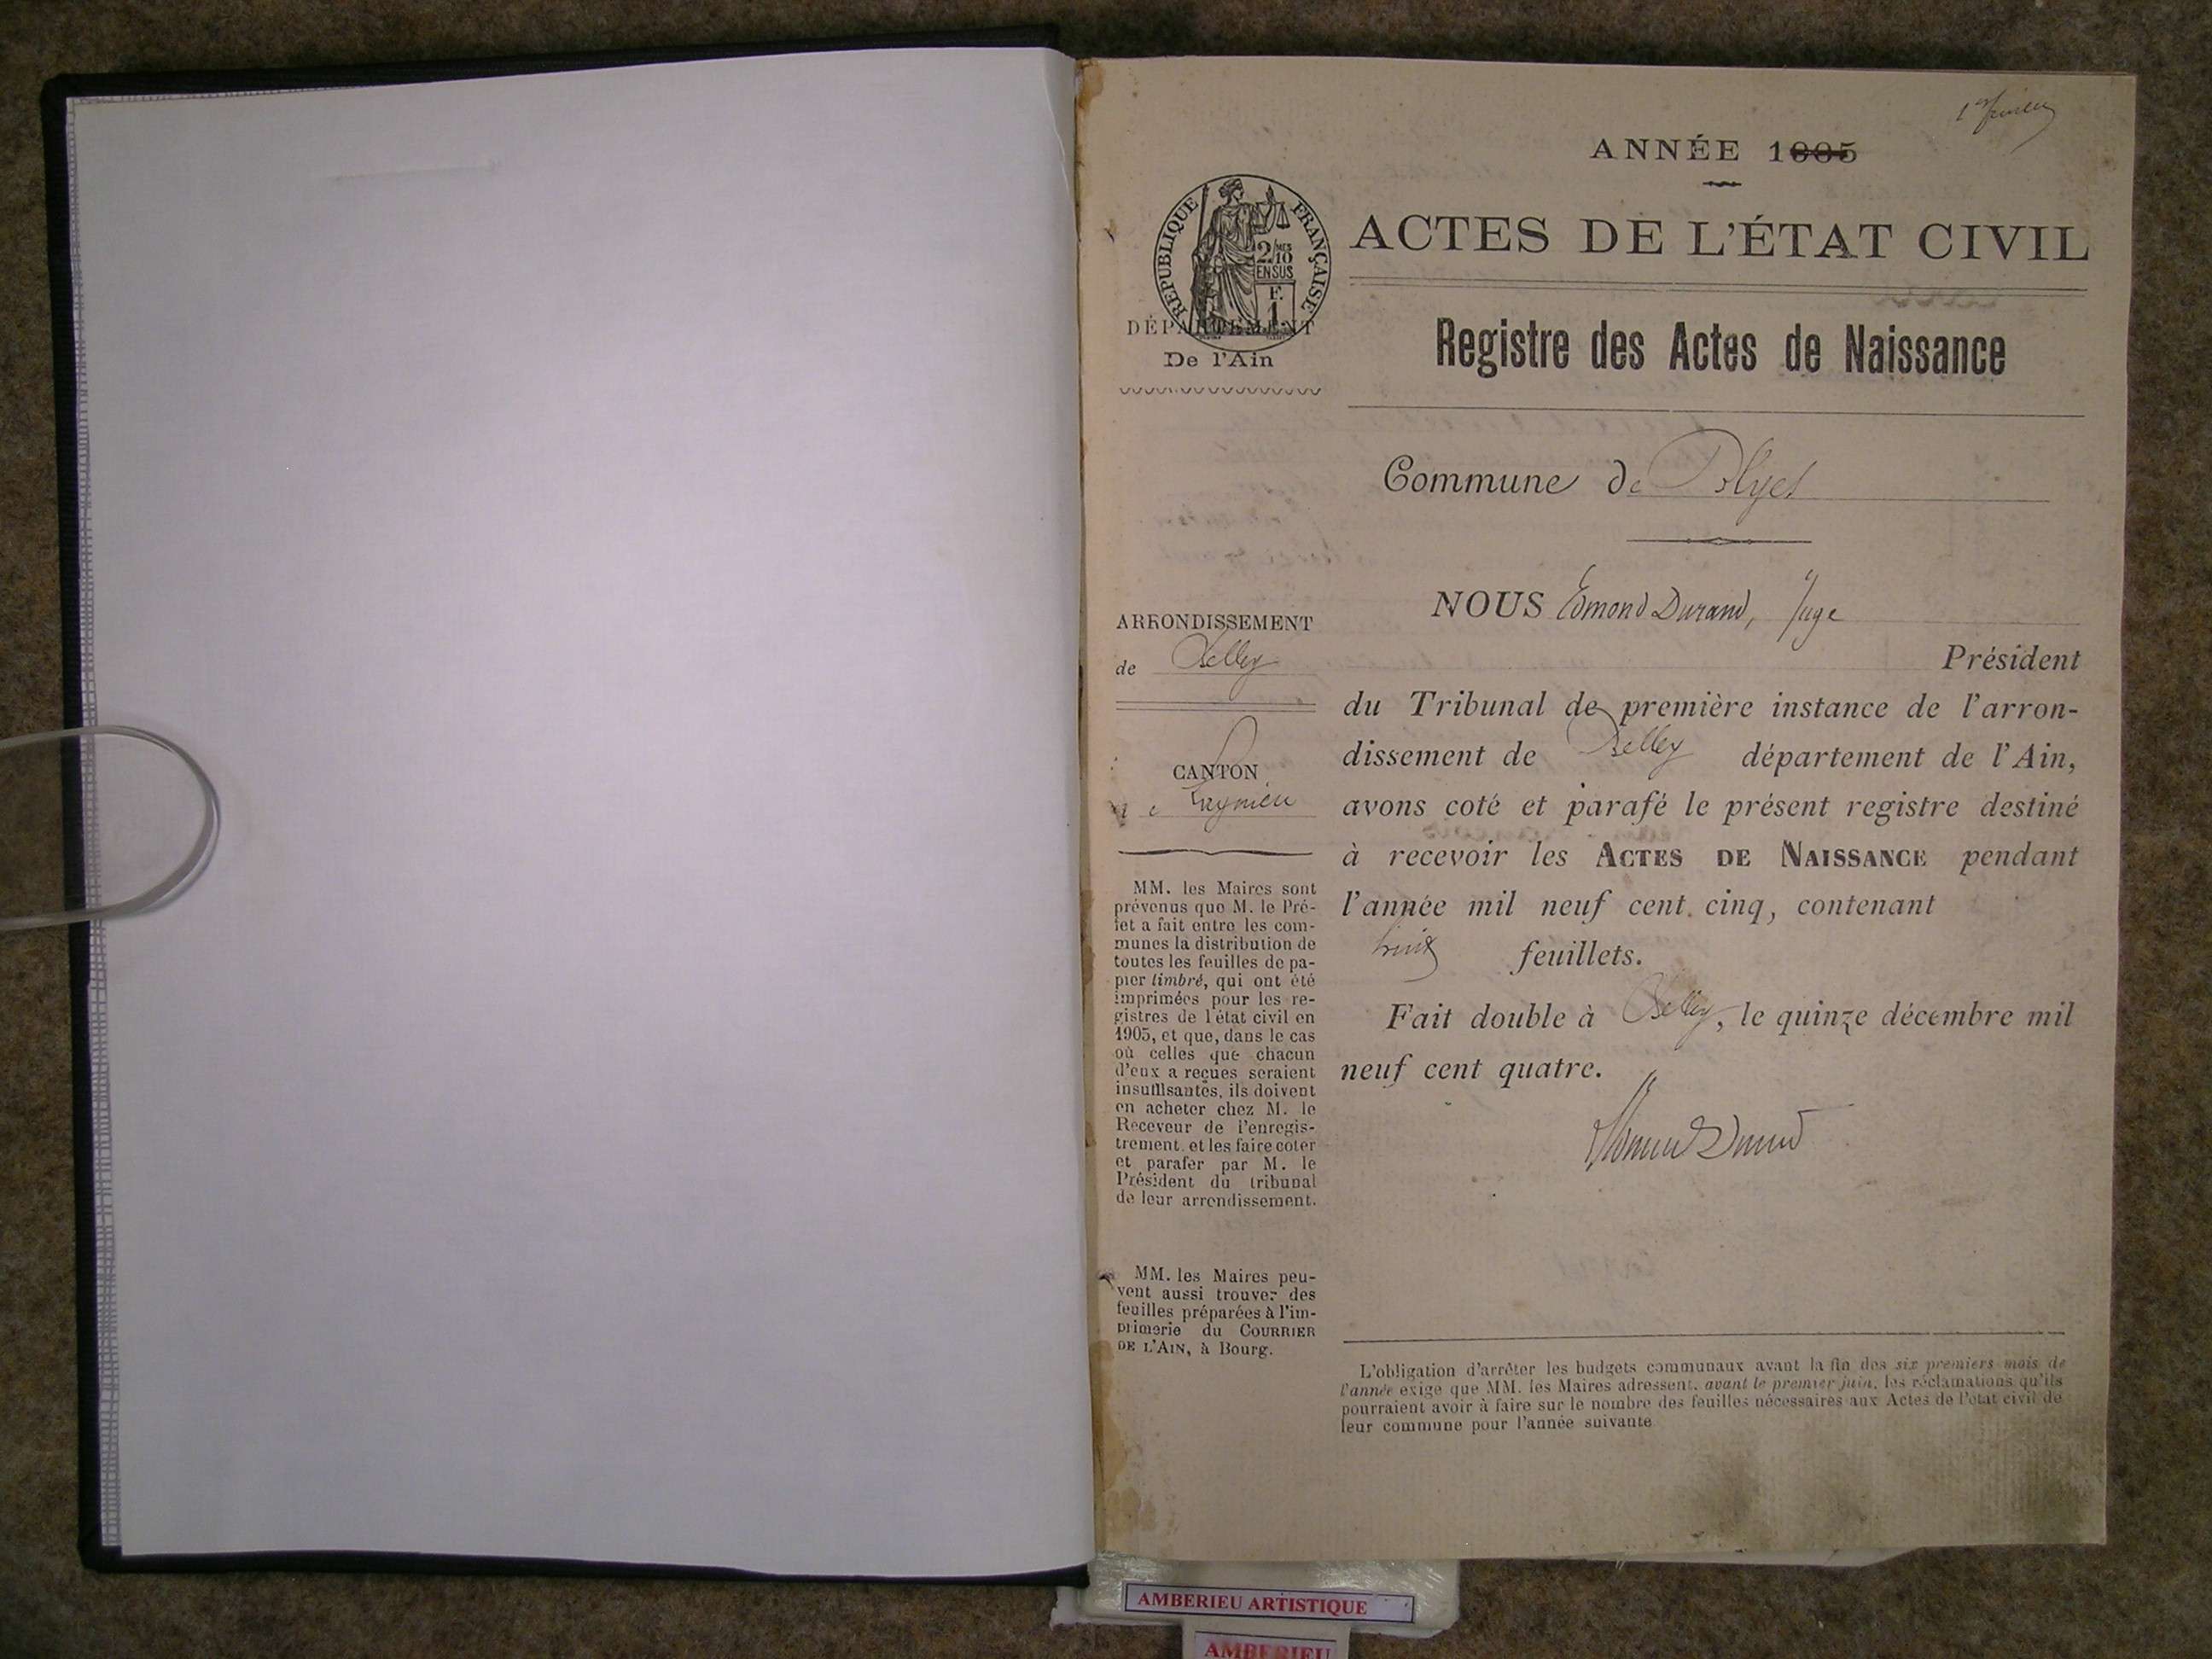 1er feuillet
ANNÉE 1905
ACTES DE L'ÉTAT CIVIL
RÉPUBLIQUE FRANÇAISE
2/MES
10
EN SUS
F.
1
DÉPARTEMENT
De l'Ain
Registre des Actes de Naissance
Commune de Blyes
NOUS Edmond Durand, Juge
Président
du Tribunal de première instance de l'arron-
dissement de Belley département de l'Ain,
avons coté et parafé le présent registre destiné
à recevoir les ACTES DE NAISSANCE pendant
l'année mil neuf cent cinq, contenant
huit feuillets.
Fait double à Belley, le quinze décembre mil
neuf cent quatre.
Edmond Durand
ARRONDISSEMENT
de Belley
CANTON
de Lagnieu
MM. les Maires sont
prévenus que M. le Pré-
fet a fait entre les com-
munes la distribution de
toutes les feuilles de pa-
pier timbré, qui ont été
imprimées pour les re-
gistres de l'état civil en
1905, et que, dans le cas
où celles que chacun
d'eux a reçues seraient
insuffisantes, ils doivent
en acheter chez M. le
Receveur de l'enregis-
trement, et les faire coter
et parafer par M. le
Président du tribunal
de leur arrondissement.
MM. les Maires peu-
vent aussi trouver des
feuilles préparées à l'im-
primerie du COURRIER
DE L'AIN, à Bourg.
L'obligation d'arrêter les budgets communaux avant la fin des six premiers mois de
l'année exige que MM. les Maires adressent, avant le premier juin, les réclamations qu'ils
pourraient avoir à faire sur le nombre des feuilles nécessaires aux Actes de l'état civil de
leur commune pour l'année suivante
AMBERIEU ARTISTIQUE
AMBERIEU